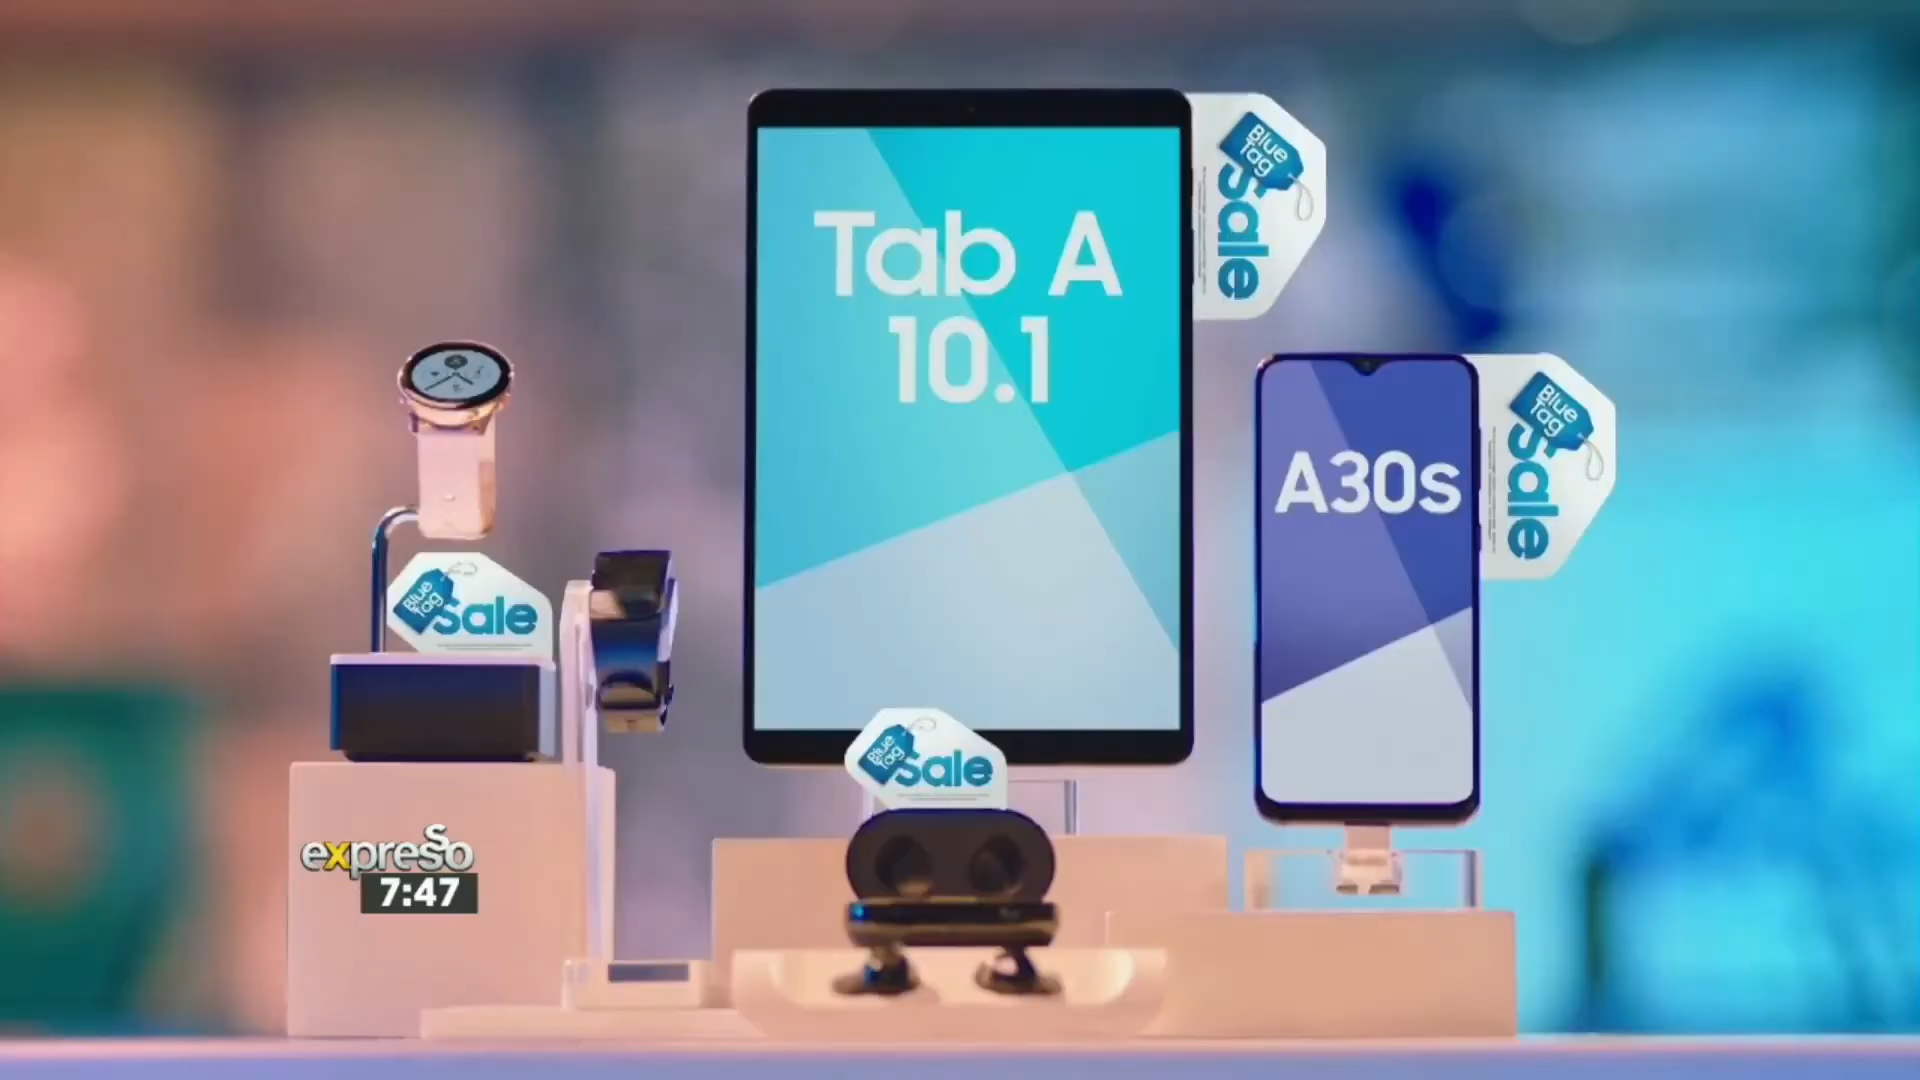 Tab A
10.1
Blue
Tag
Sale
A30s
Blue
Tag
Sale
Blue
Tag
Sale
Blue
Tag
Sale
expresso
7:47